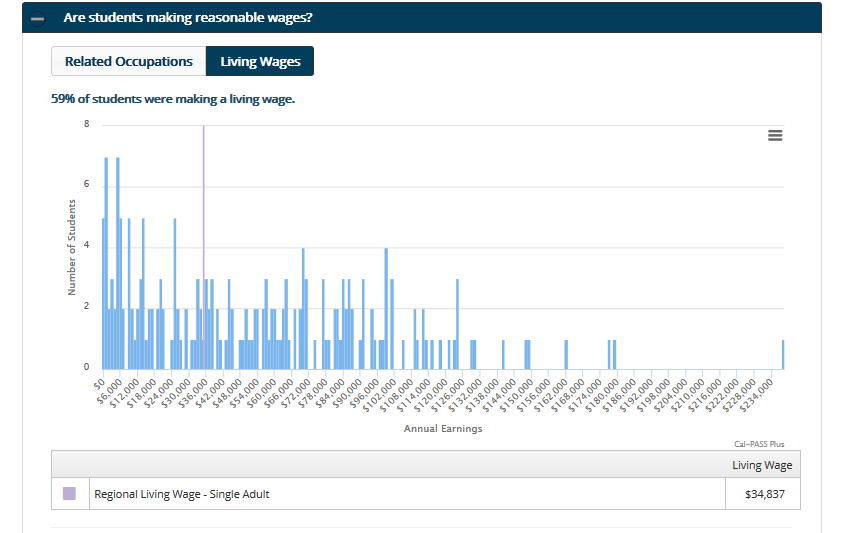 Are students making reasonable wages?
Related Occupations Living Wages
59% of students were making a living wage.
8
6
4
2
0
Number of Students
$0 $6,000 $12,000 $18,000 $24,000 $30,000 $36,000 $42,000 $48,000 $54,000 $60,000 $66,000 $72,000 $78,000 $84,000 $90,000 $96,000 $102,000 $108,000 $114,000 $120,000 $126,000 $132,000 $138,000 $144,000 $150,000 $156,000 $162,000 $168,000 $174,000 $180,000 $186,000 $192,000 $198,000 $204,000 $210,000 $216,000 $222,000 $228,000 $234,000
Annual Earnings
Cal-PASS Plus
Living Wage
Regional Living Wage - Single Adult $34,837